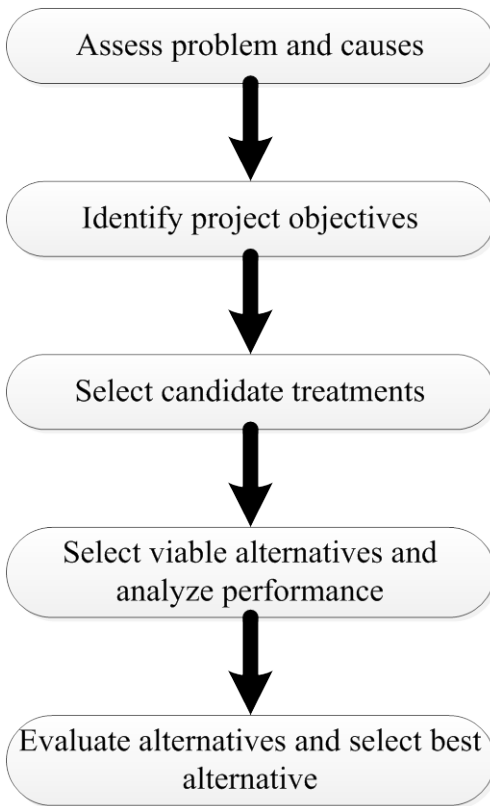 Assess problem and causes
Identify project objectives
Select candidate treatments
Select viable alternatives and
analyze performance
Evaluate alternatives and select best
alternative